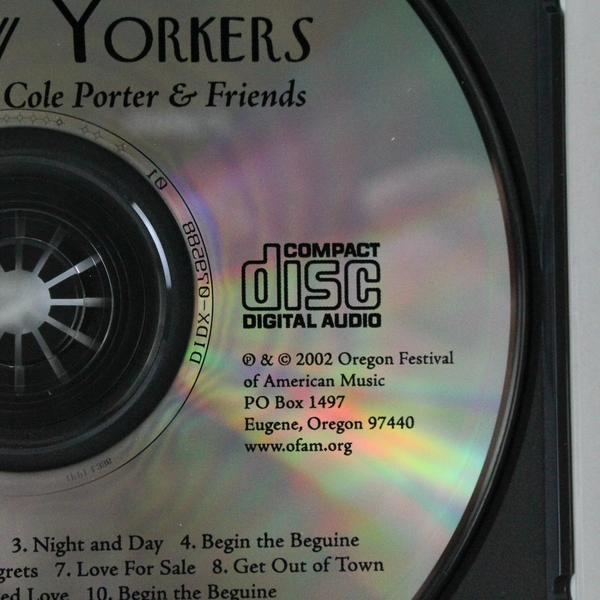 YORKERS
Cole Porter & Friends
COMPACT
disc
DIGITAL AUDIO
℗ & © 2002 Oregon Festival
of American Music
PO Box 1497
Eugene, Oregon 97440
www.ofam.org
3. Night and Day 4. Begin the Beguine
grets 7. Love For Sale 8. Get Out of Town
ed Love 10. Begin the Beguine